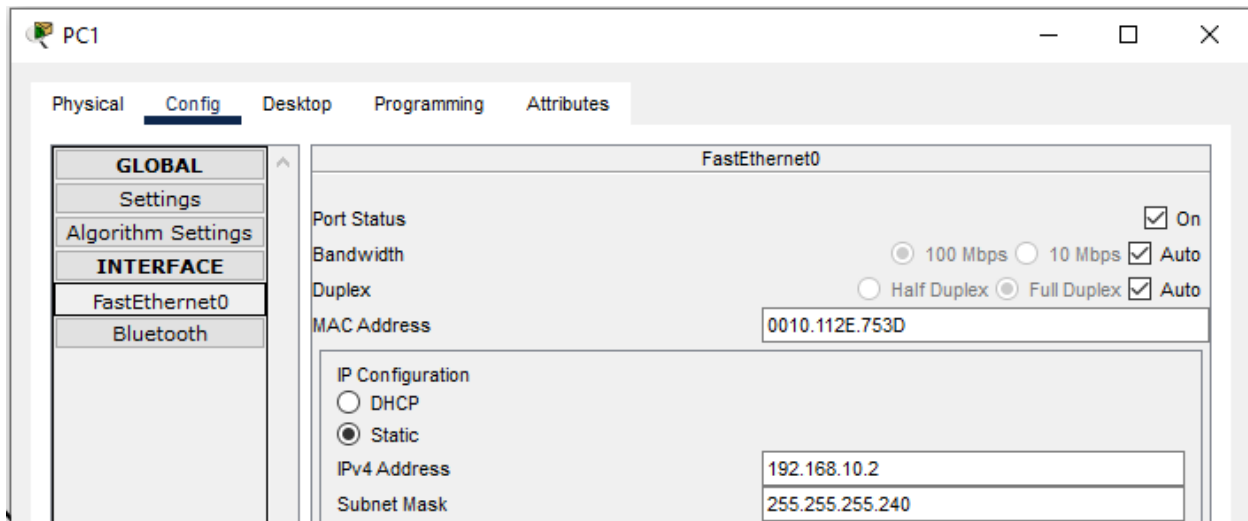 PC1
Physical Config Desktop Programming Attributes
GLOBAL
Settings
Algorithm Settings
INTERFACE
FastEthernet0
Bluetooth
FastEthernet0
Port Status On
Bandwidth 100 Mbps 10 Mbps Auto
Duplex Half Duplex Full Duplex Auto
MAC Address 0010.112E.753D
IP Configuration
DHCP
Static
IPv4 Address 192.168.10.2
Subnet Mask 255.255.255.240